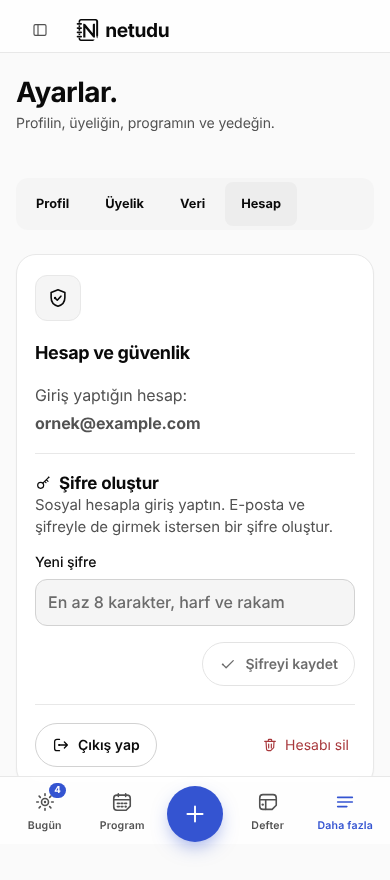 netudu
Ayarlar.
Profilin, üyeliğin, programın ve yedeğin.
Profil
Üyelik
Veri
Hesap
Hesap ve güvenlik
Giriş yaptığın hesap:
ornek@example.com
Şifre oluştur
Sosyal hesapla giriş yaptın. E-posta ve
şifreyle de girmek istersen bir şifre oluştur.
Yeni şifre
En az 8 karakter, harf ve rakam
Şifreyi kaydet
Çıkış yap
Hesabı sil
4
Bugün
Program
Defter
Daha fazla